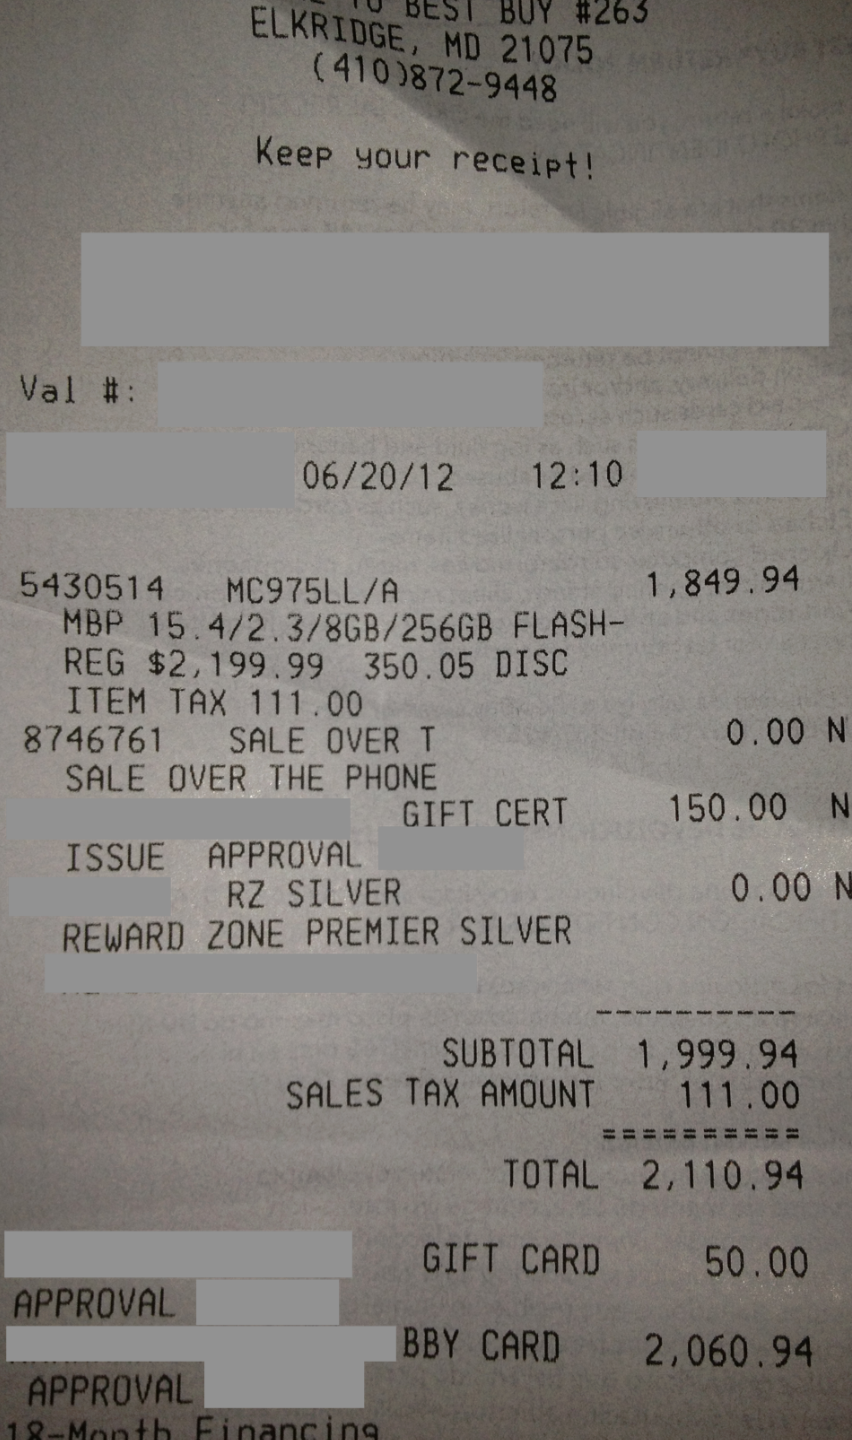 TO BEST BUY #263
ELKRIDGE, MD 21075
(410)872-9448
Keep your receipt!
Val #:
06/20/12 12:10
5430514 MC975LL/A 1,849.94
MBP 15.4/2.3/8GB/256GB FLASH-
REG $2,199.99 350.05 DISC
ITEM TAX 111.00
8746761 SALE OVER T 0.00 N
SALE OVER THE PHONE
GIFT CERT 150.00 N
ISSUE APPROVAL
RZ SILVER 0.00 N
REWARD ZONE PREMIER SILVER
----------
SUBTOTAL 1,999.94
SALES TAX AMOUNT 111.00
==========
TOTAL 2,110.94
GIFT CARD 50.00
APPROVAL
BBY CARD 2,060.94
APPROVAL
18-Month Financing